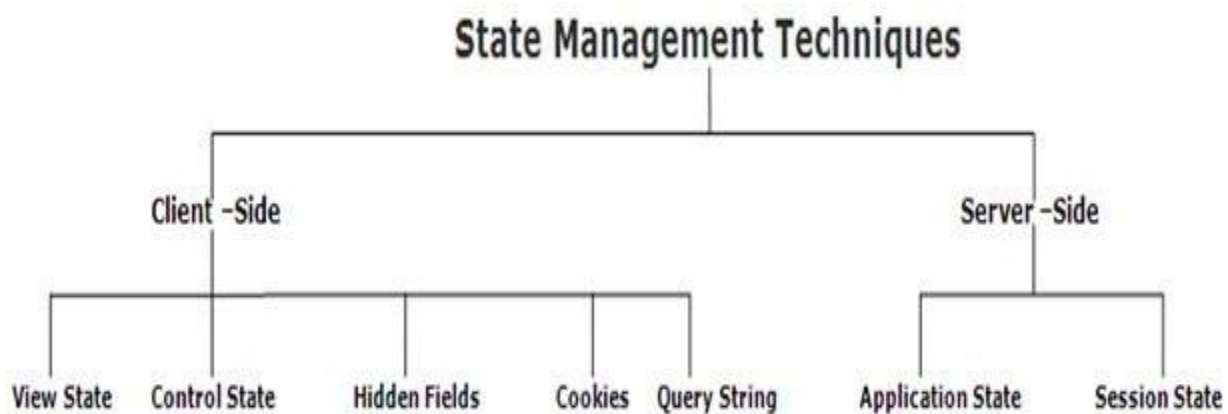 State Management Techniques
Client -Side
Server -Side
View State
Control State
Hidden Fields
Cookies
Query String
Application State
Session State